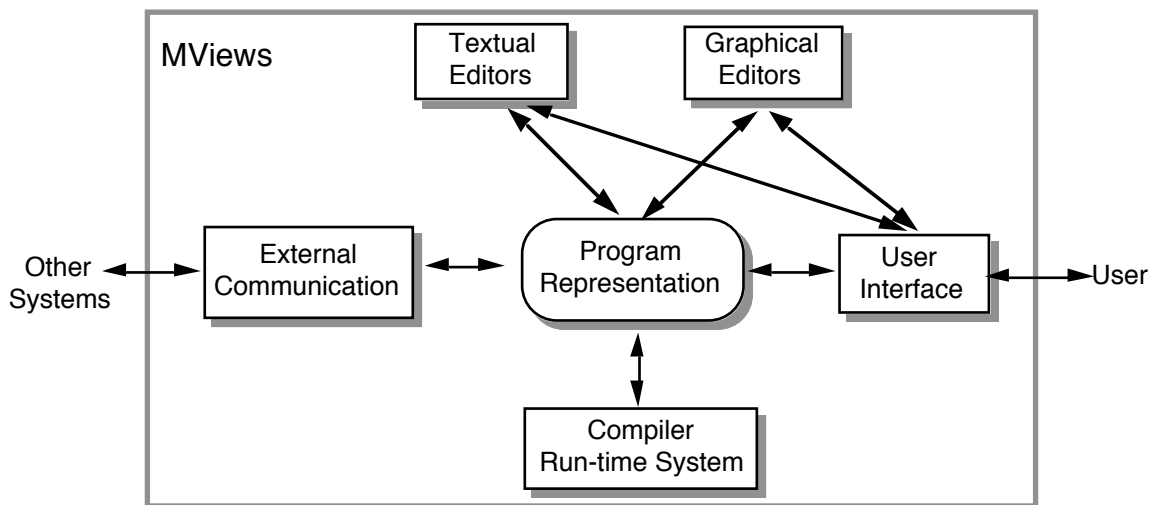 MViews
Textual
Editors
Graphical
Editors
Other
Systems
External
Communication
Program
Representation
User
Interface
User
Compiler
Run-time System